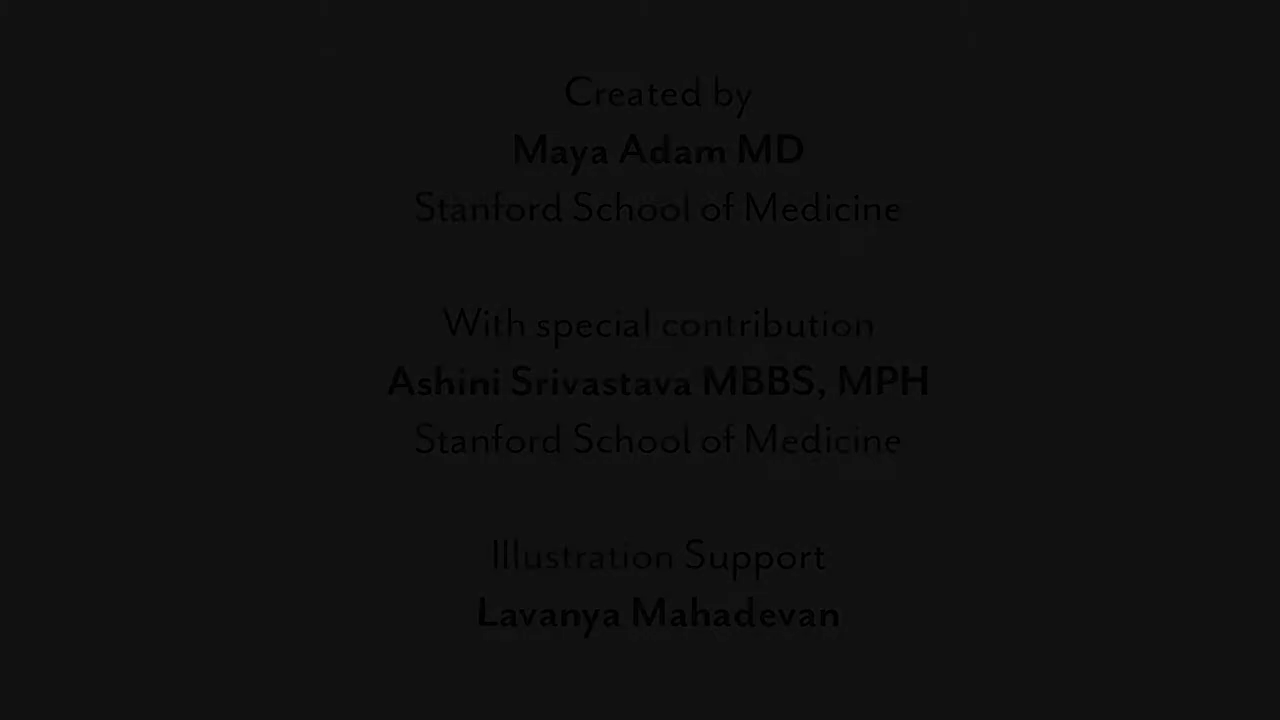 Created by
Maya Adam MD
Stanford School of Medicine
With special contribution
Ashini Srivastava MBBS, MPH
Stanford School of Medicine
Illustration Support
Lavanya Mahadevan